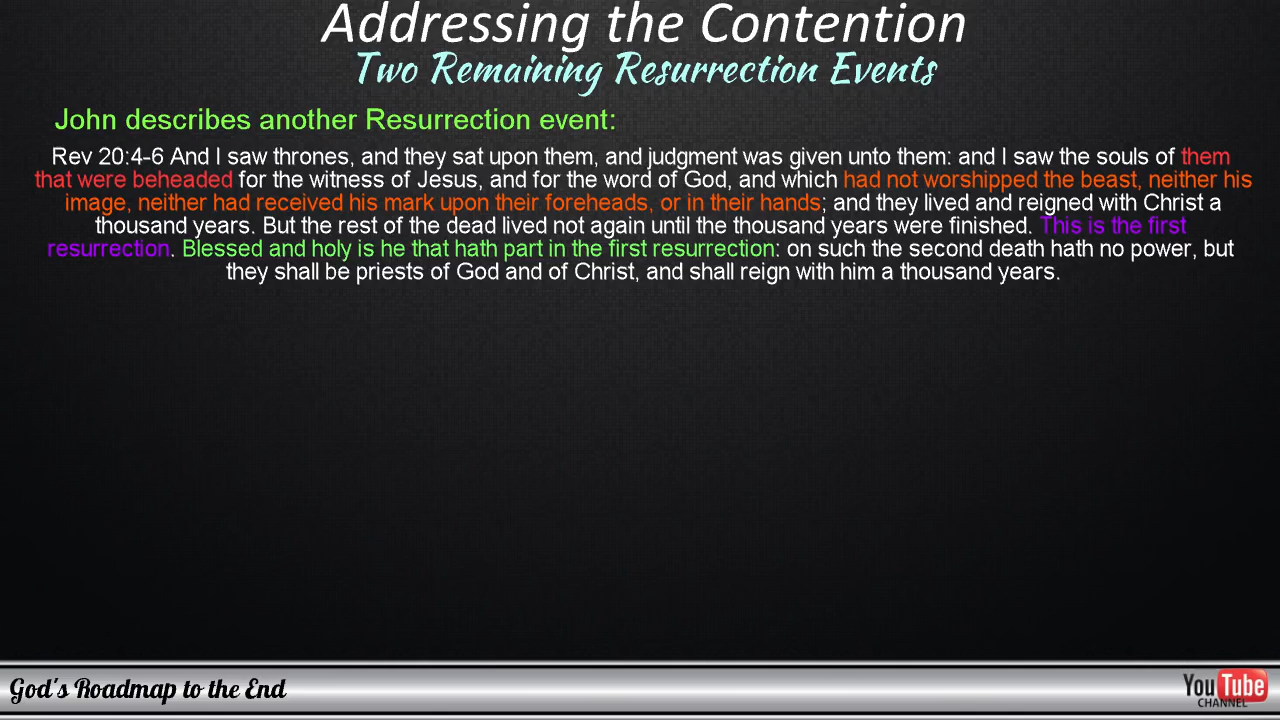 Addressing the Contention
Two Remaining Resurrection Events
John describes another Resurrection event:
Rev 20:4-6 And I saw thrones, and they sat upon them, and judgment was given unto them: and I saw the souls of them
that were beheaded for the witness of Jesus, and for the word of God, and which had not worshipped the beast, neither his
image, neither had received his mark upon their foreheads, or in their hands; and they lived and reigned with Christ a
thousand years. But the rest of the dead lived not again until the thousand years were finished. This is the first
resurrection. Blessed and holy is he that hath part in the first resurrection: on such the second death hath no power, but
they shall be priests of God and of Christ, and shall reign with him a thousand years.
God's Roadmap to the End
YouTube
CHANNEL